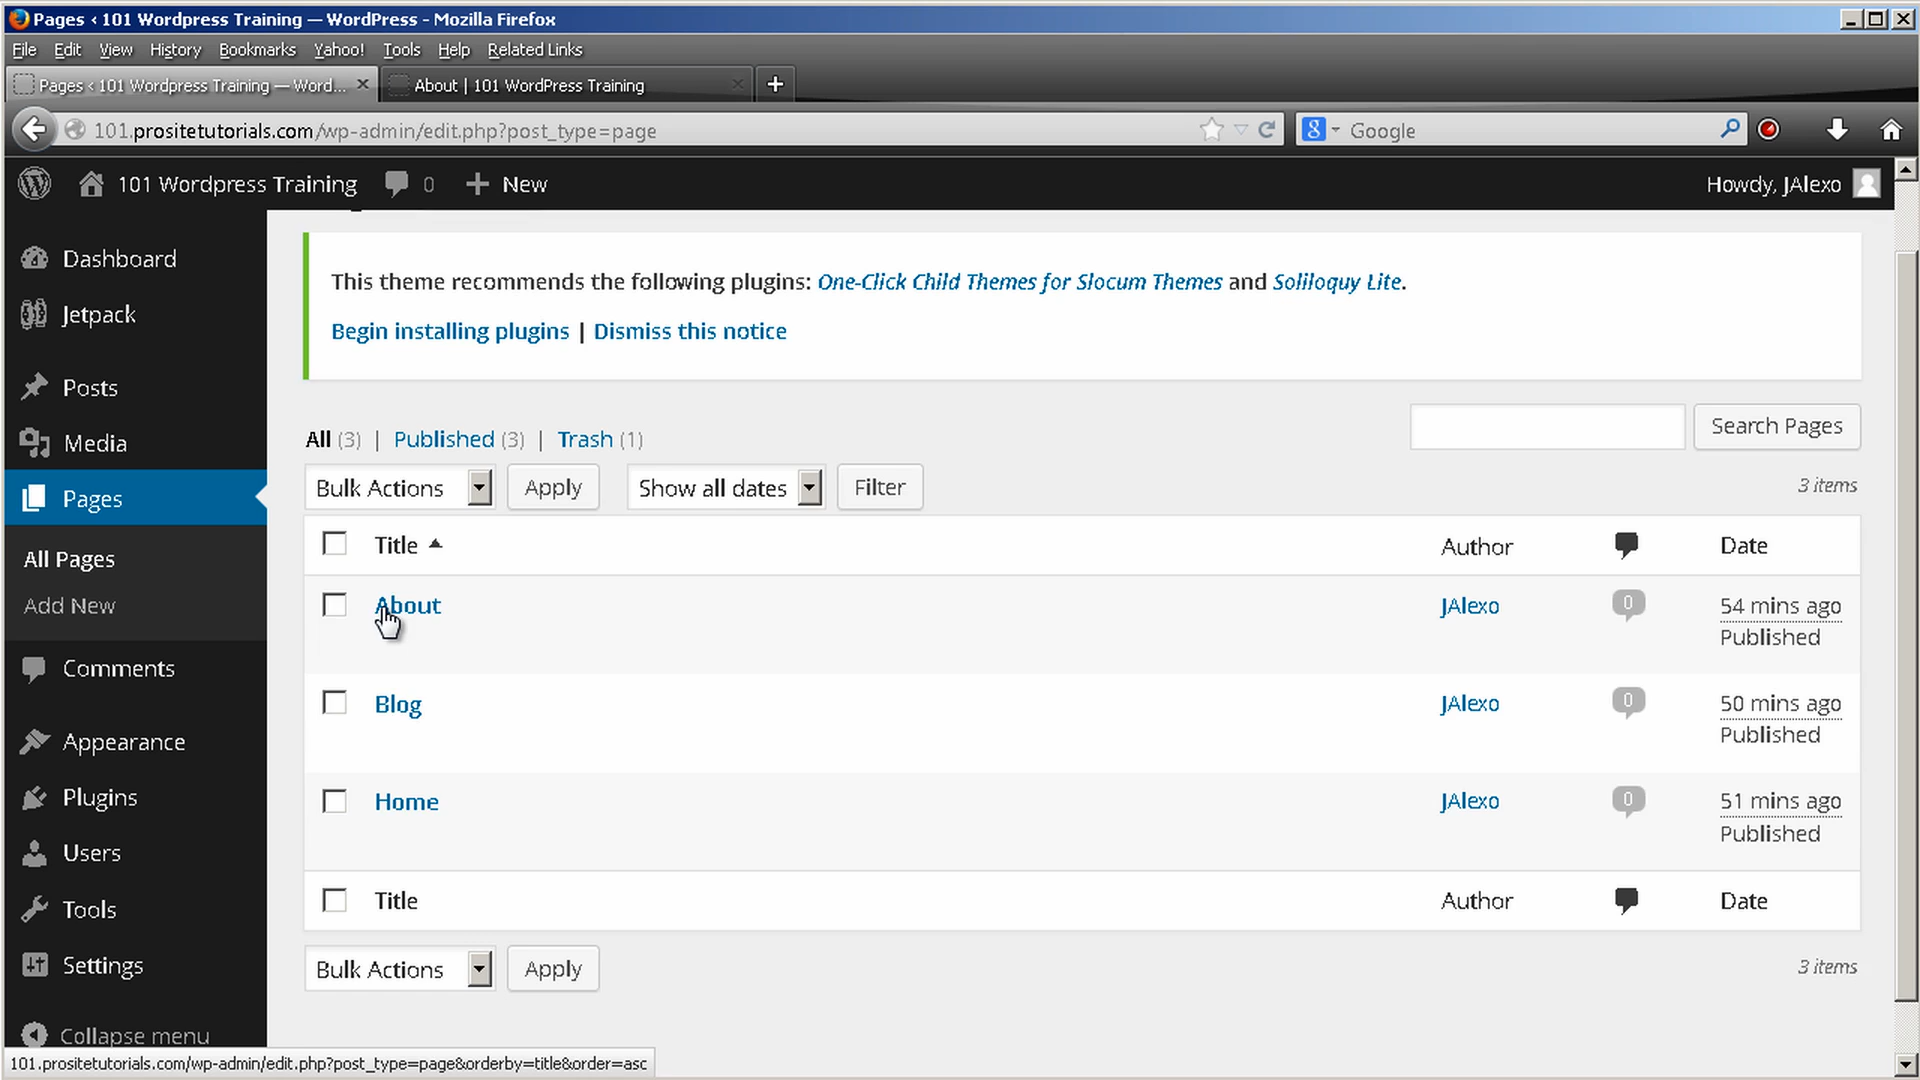 Pages ‹ 101 Wordpress Training — WordPress - Mozilla Firefox
File Edit View History Bookmarks Yahoo! Tools Help Related Links
Pages ‹ 101 Wordpress Training — Word... About | 101 WordPress Training
101.prositetutorials.com/wp-admin/edit.php?post_type=page Google
101 Wordpress Training 0 New Howdy, JAlexo
Dashboard
Jetpack
Posts
Media
Pages
All Pages
Add New
Comments
Appearance
Plugins
Users
Tools
Settings
Collapse menu
This theme recommends the following plugins: One-Click Child Themes for Slocum Themes and Soliloquy Lite.
Begin installing plugins | Dismiss this notice
All (3) | Published (3) | Trash (1) Search Pages
Bulk Actions Apply Show all dates Filter 3 items
Title Author Date
About JAlexo 0 54 mins ago
Published
Blog JAlexo 0 50 mins ago
Published
Home JAlexo 0 51 mins ago
Published
Title Author Date
Bulk Actions Apply 3 items
101.prositetutorials.com/wp-admin/edit.php?post_type=page&orderby=title&order=asc